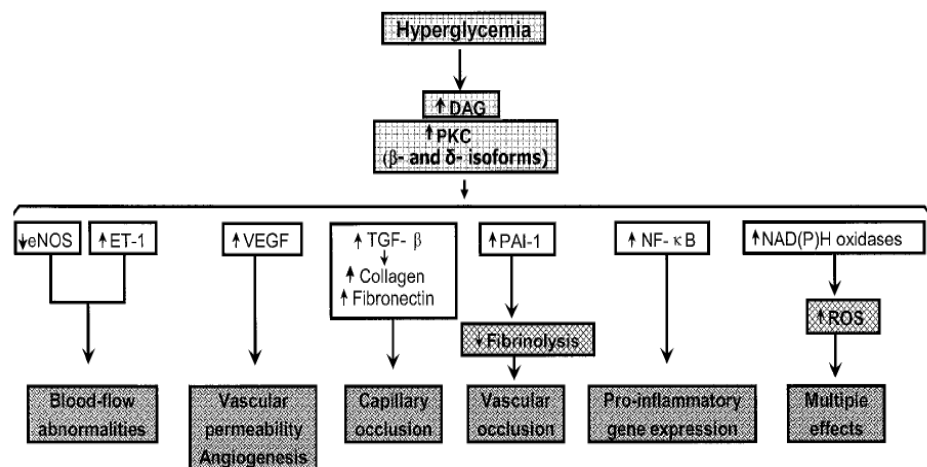 Hyperglycemia
↑DAG
↑PKC
(β- and δ- isoforms)
↓eNOS
↑ET-1
↑VEGF
↑TGF- β
↓
↑Collagen
↑Fibronectin
↑PAI-1
↑NF- κB
↑NAD(P)H oxidases
↓Fibrinolysis
↑ROS
Blood-flow
abnormalities
Vascular
permeability
Angiogenesis
Capillary
occlusion
Vascular
occlusion
Pro-inflammatory
gene expression
Multiple
effects